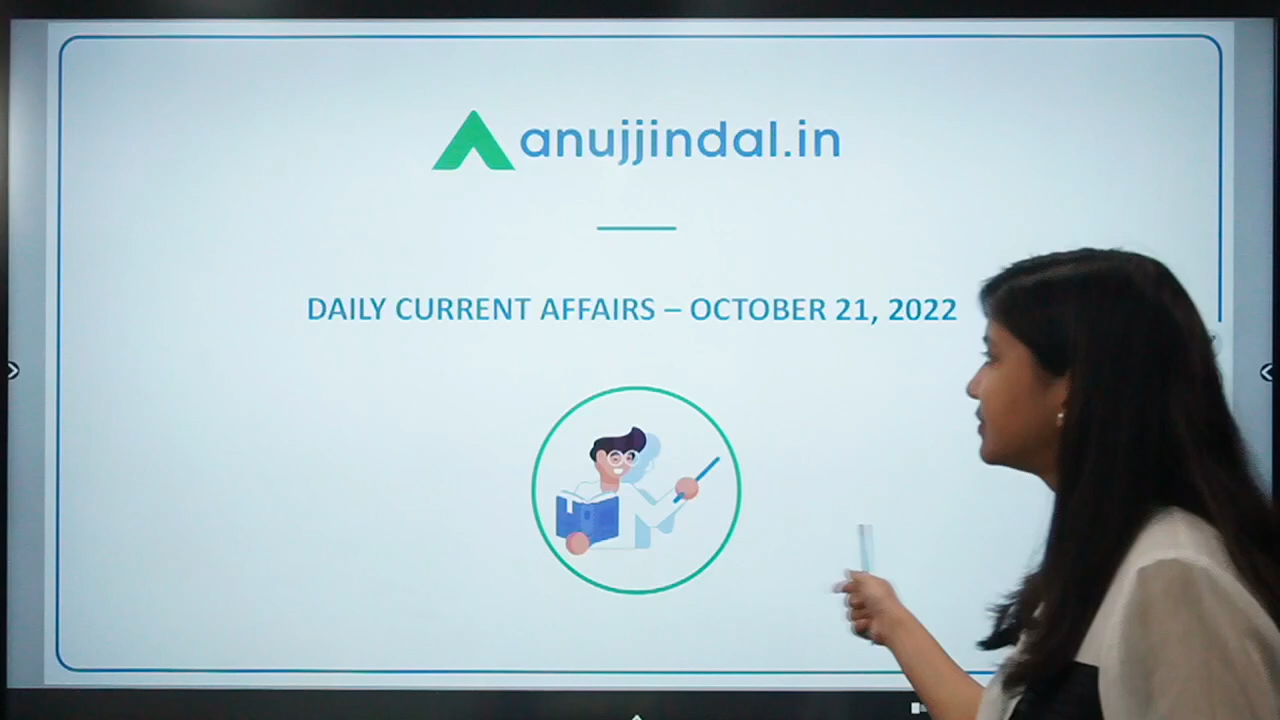 anujjindal.in
DAILY CURRENT AFFAIRS – OCTOBER 21, 2022